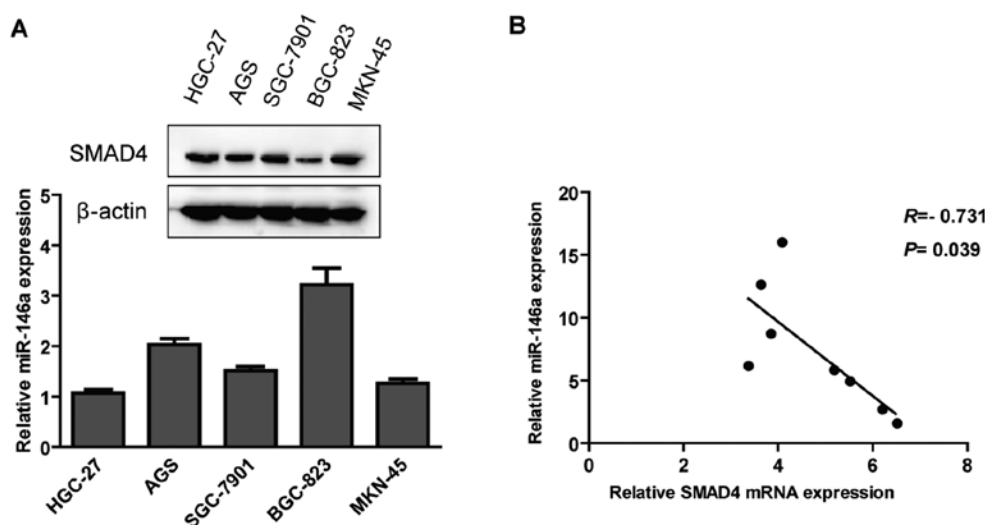 A
HGC-27 AGS SGC-7901 BGC-823 MKN-45
SMAD4
β-actin
Relative miR-146a expression
5
4
3
2
1
0
HGC-27 AGS SGC-7901 BGC-823 MKN-45
B
R=- 0.731
P= 0.039
Relative miR-146a expression
20
15
10
5
0
0 2 4 6 8
Relative SMAD4 mRNA expression